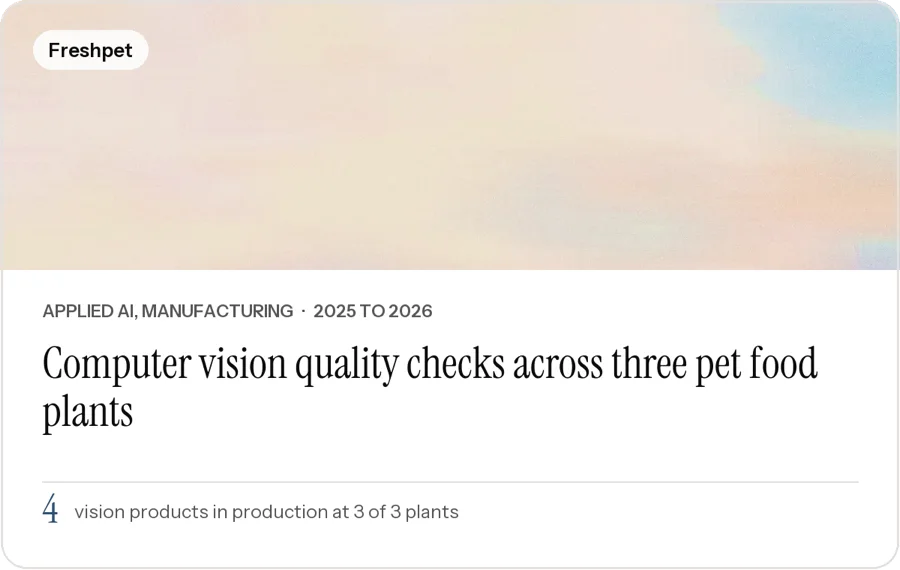 Freshpet
APPLIED AI, MANUFACTURING · 2025 TO 2026
Computer vision quality checks across three pet food
plants
4 vision products in production at 3 of 3 plants